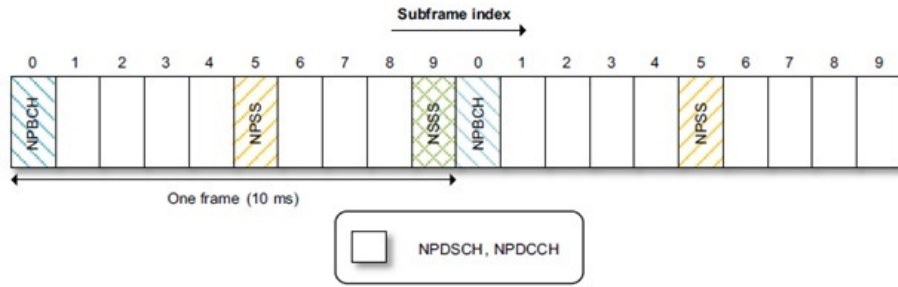 Subframe index
0 1 2 3 4 5 6 7 8 9 0 1 2 3 4 5 6 7 8 9
NPBCH NPSS NSSS NPBCH NPSS
One frame (10 ms)
NPDSCH, NPDCCH